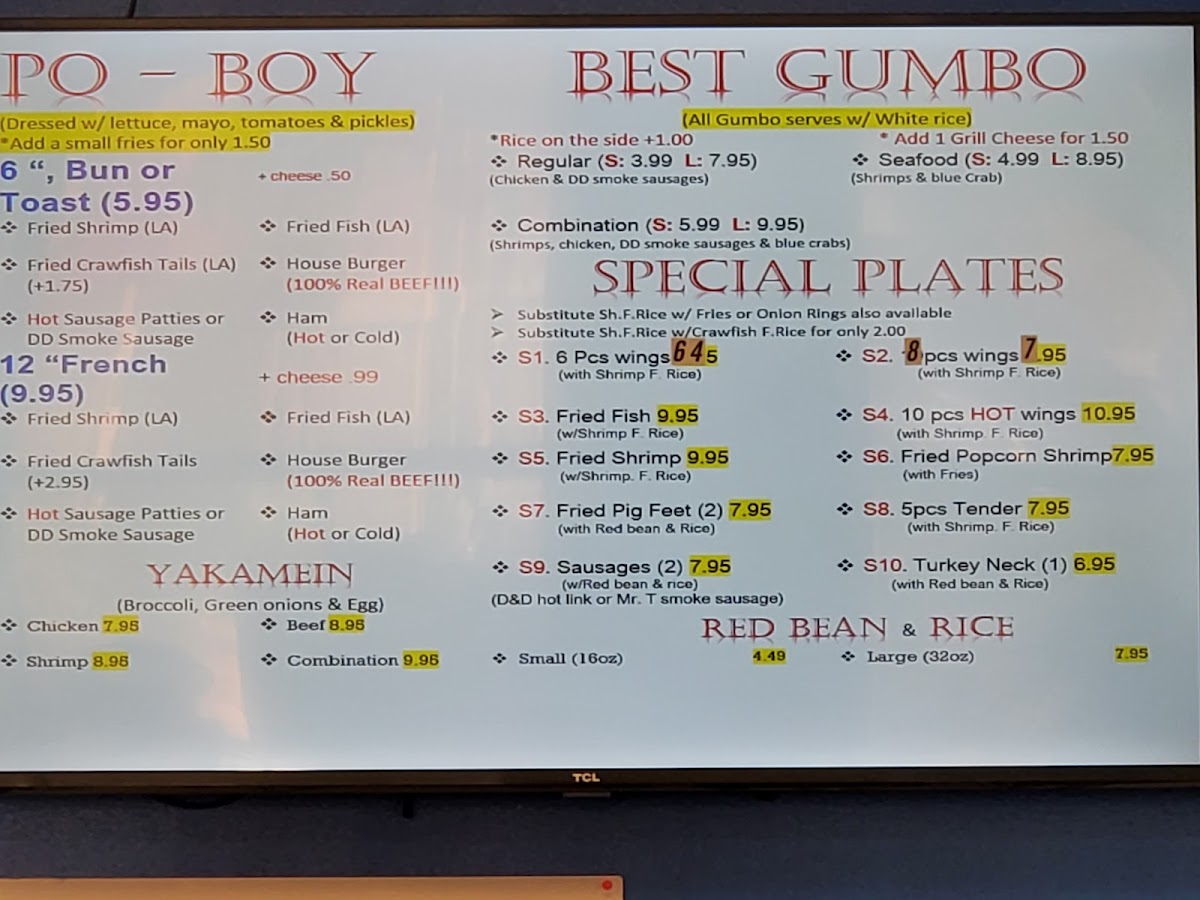 PO - BOY
(Dressed w/ lettuce, mayo, tomatoes & pickles)
*Add a small fries for only 1.50
6 “, Bun or
Toast (5.95)
+ cheese .50
❖ Fried Shrimp (LA)
❖ Fried Fish (LA)
❖ Fried Crawfish Tails (LA)
(+1.75)
❖ House Burger
(100% Real BEEF!!!)
❖ Hot Sausage Patties or
DD Smoke Sausage
❖ Ham
(Hot or Cold)
12 “French
(9.95)
+ cheese .99
❖ Fried Shrimp (LA)
❖ Fried Fish (LA)
❖ Fried Crawfish Tails
(+2.95)
❖ House Burger
(100% Real BEEF!!!)
❖ Hot Sausage Patties or
DD Smoke Sausage
❖ Ham
(Hot or Cold)
YAKAMEIN
(Broccoli, Green onions & Egg)
❖ Chicken 7.95
❖ Beef 8.95
❖ Shrimp 8.95
❖ Combination 9.95
BEST GUMBO
(All Gumbo serves w/ White rice)
*Rice on the side +1.00
* Add 1 Grill Cheese for 1.50
❖ Regular (S: 3.99 L: 7.95)
(Chicken & DD smoke sausages)
❖ Seafood (S: 4.99 L: 8.95)
(Shrimps & blue Crab)
❖ Combination (S: 5.99 L: 9.95)
(Shrimps, chicken, DD smoke sausages & blue crabs)
SPECIAL PLATES
➢ Substitute Sh.F.Rice w/ Fries or Onion Rings also available
➢ Substitute Sh.F.Rice w/Crawfish F.Rice for only 2.00
❖ S1. 6 Pcs wings 645
(with Shrimp F. Rice)
❖ S2. 8 pcs wings 7.95
(with Shrimp F. Rice)
❖ S3. Fried Fish 9.95
(w/Shrimp F. Rice)
❖ S4. 10 pcs HOT wings 10.95
(with Shrimp. F. Rice)
❖ S5. Fried Shrimp 9.95
(w/Shrimp. F. Rice)
❖ S6. Fried Popcorn Shrimp7.95
(with Fries)
❖ S7. Fried Pig Feet (2) 7.95
(with Red bean & Rice)
❖ S8. 5pcs Tender 7.95
(with Shrimp. F. Rice)
❖ S9. Sausages (2) 7.95
(w/Red bean & rice)
(D&D hot link or Mr. T smoke sausage)
❖ S10. Turkey Neck (1) 6.95
(with Red bean & Rice)
RED BEAN & RICE
❖ Small (16oz) 4.49
❖ Large (32oz) 7.95
TCL